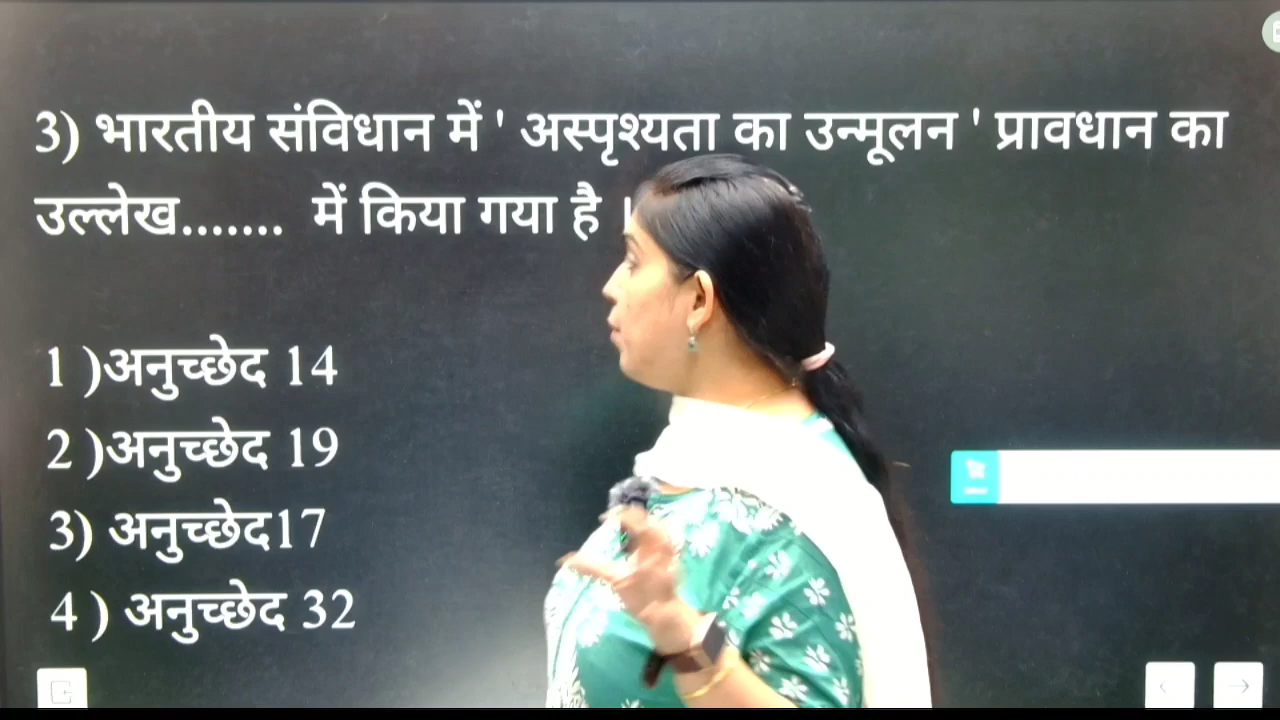 3) भारतीय संविधान में ' अस्पृश्यता का उन्मूलन ' प्रावधान का
उल्लेख....... में किया गया है ।
1 )अनुच्छेद 14
2 )अनुच्छेद 19
3) अनुच्छेद17
4 ) अनुच्छेद 32